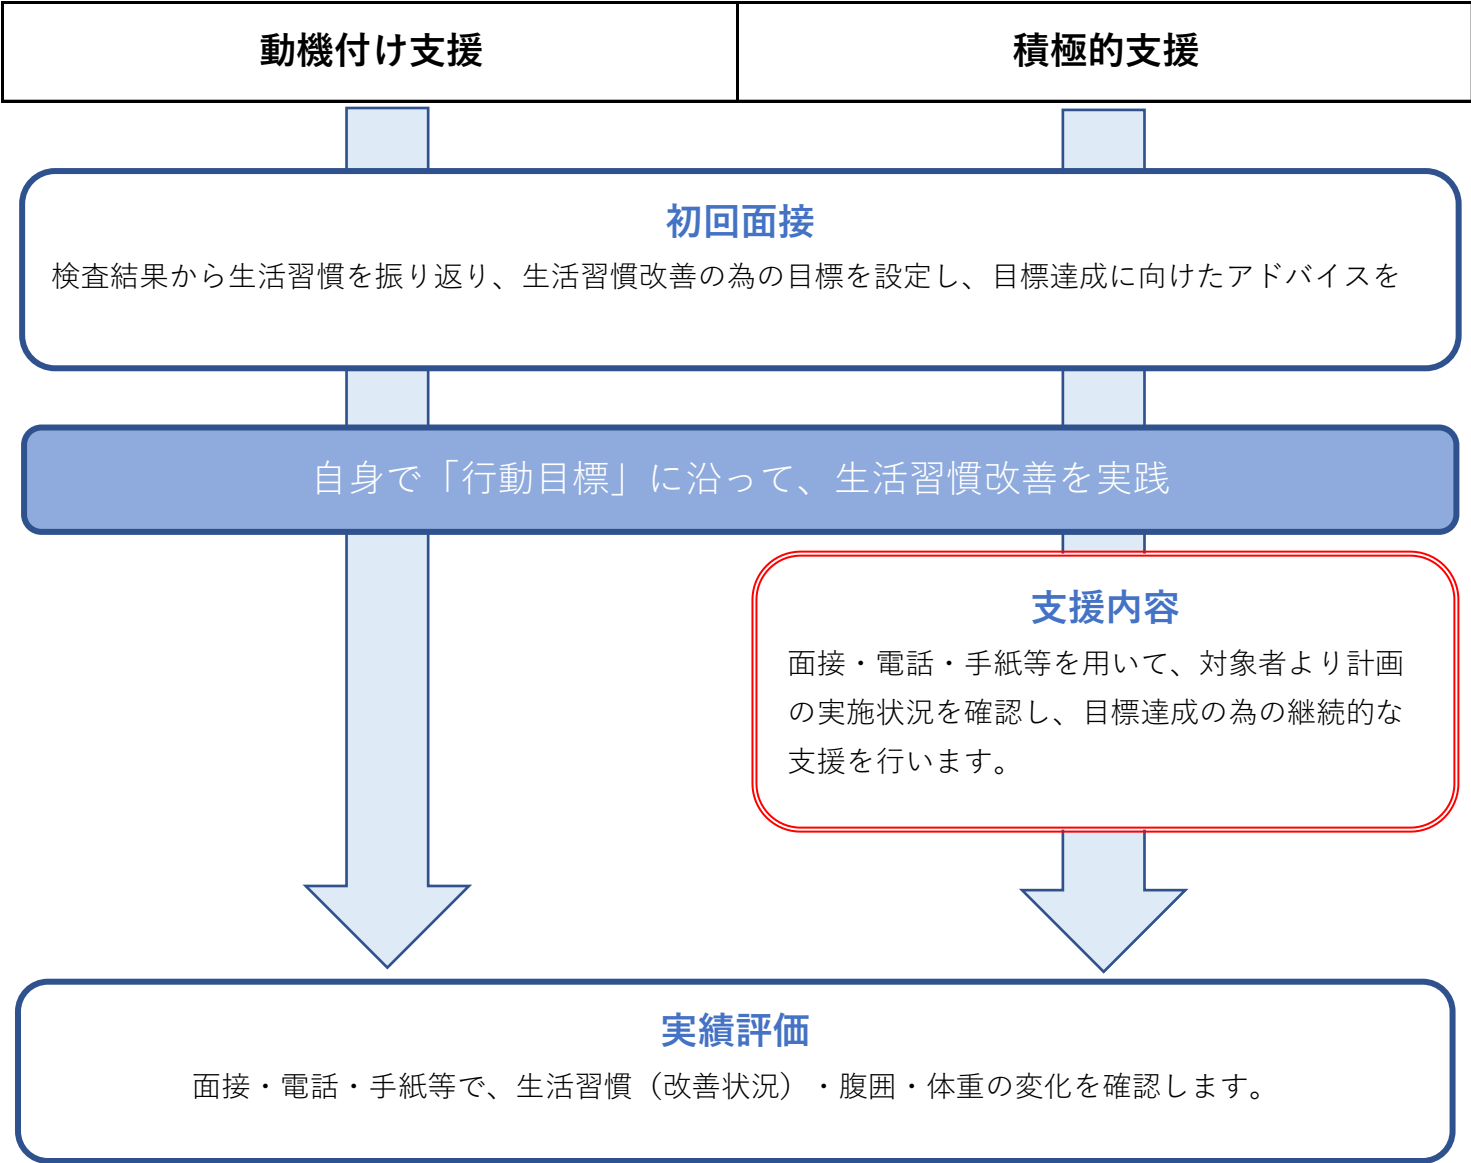 動機付け支援
積極的支援
初回面接
検査結果から生活習慣を振り返り、生活習慣改善の為の目標を設定し、目標達成に向けたアドバイスを
自身で「行動目標」に沿って、生活習慣改善を実践
支援内容
面接・電話・手紙等を用いて、対象者より計画
の実施状況を確認し、目標達成の為の継続的な
支援を行います。
実績評価
面接・電話・手紙等で、生活習慣（改善状況）・腹囲・体重の変化を確認します。